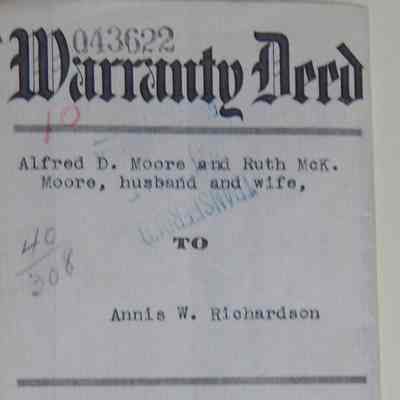 043622
Warranty Deed
10
Alfred D. Moore and Ruth McK.
Moore, husband and wife,
40
308
TO
Annis W. Richardson